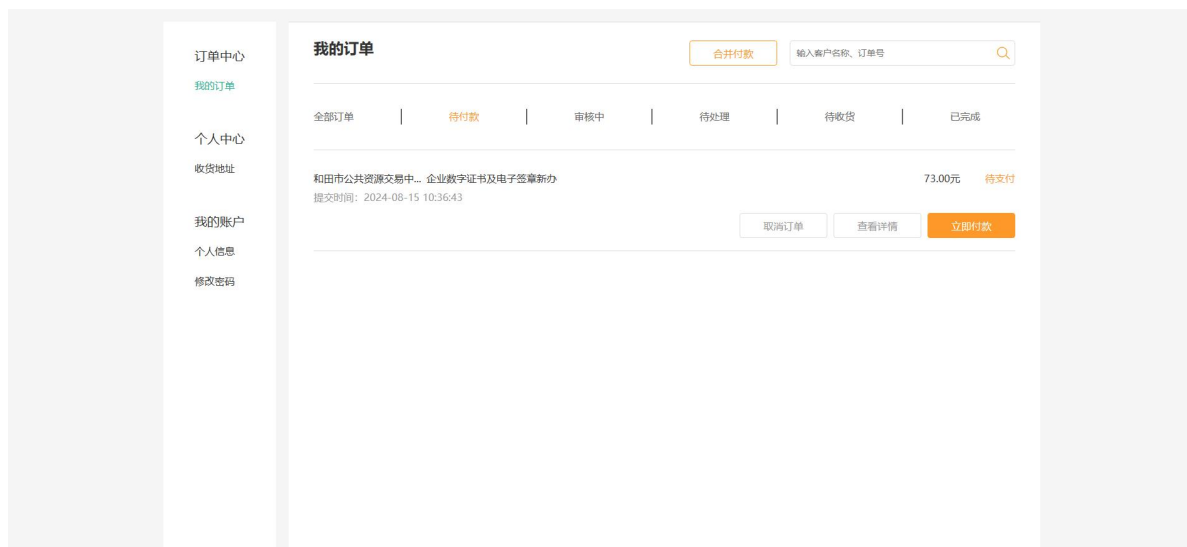 订单中心
我的订单
个人中心
收货地址
我的账户
个人信息
修改密码
我的订单
合并付款
输入客户名称、订单号
全部订单
待付款
审核中
待处理
待收货
已完成
和田市公共资源交易中... 企业数字证书及电子签章新办
73.00元
待支付
提交时间：2024-08-15 10:36:43
取消订单
查看详情
立即付款